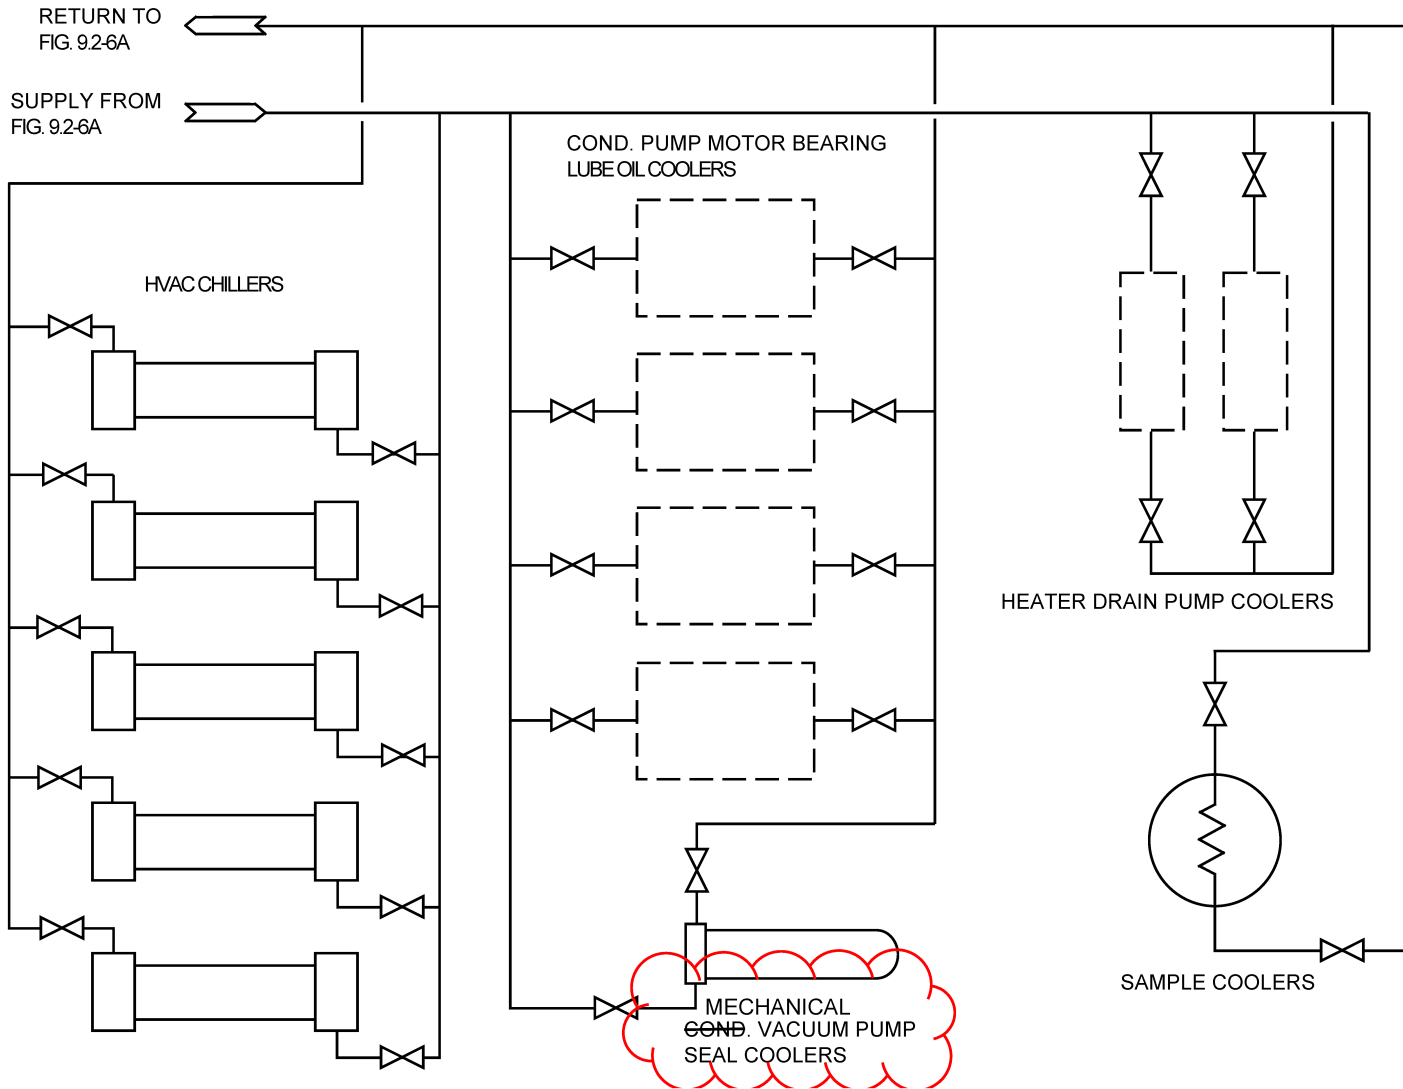 RETURN TO
FIG. 9.2-6A
SUPPLY FROM
FIG. 9.2-6A
COND. PUMP MOTOR BEARING
LUBE OIL COOLERS
HVAC CHILLERS
HEATER DRAIN PUMP COOLERS
SAMPLE COOLERS
MECHANICAL
COND. VACUUM PUMP
SEAL COOLERS